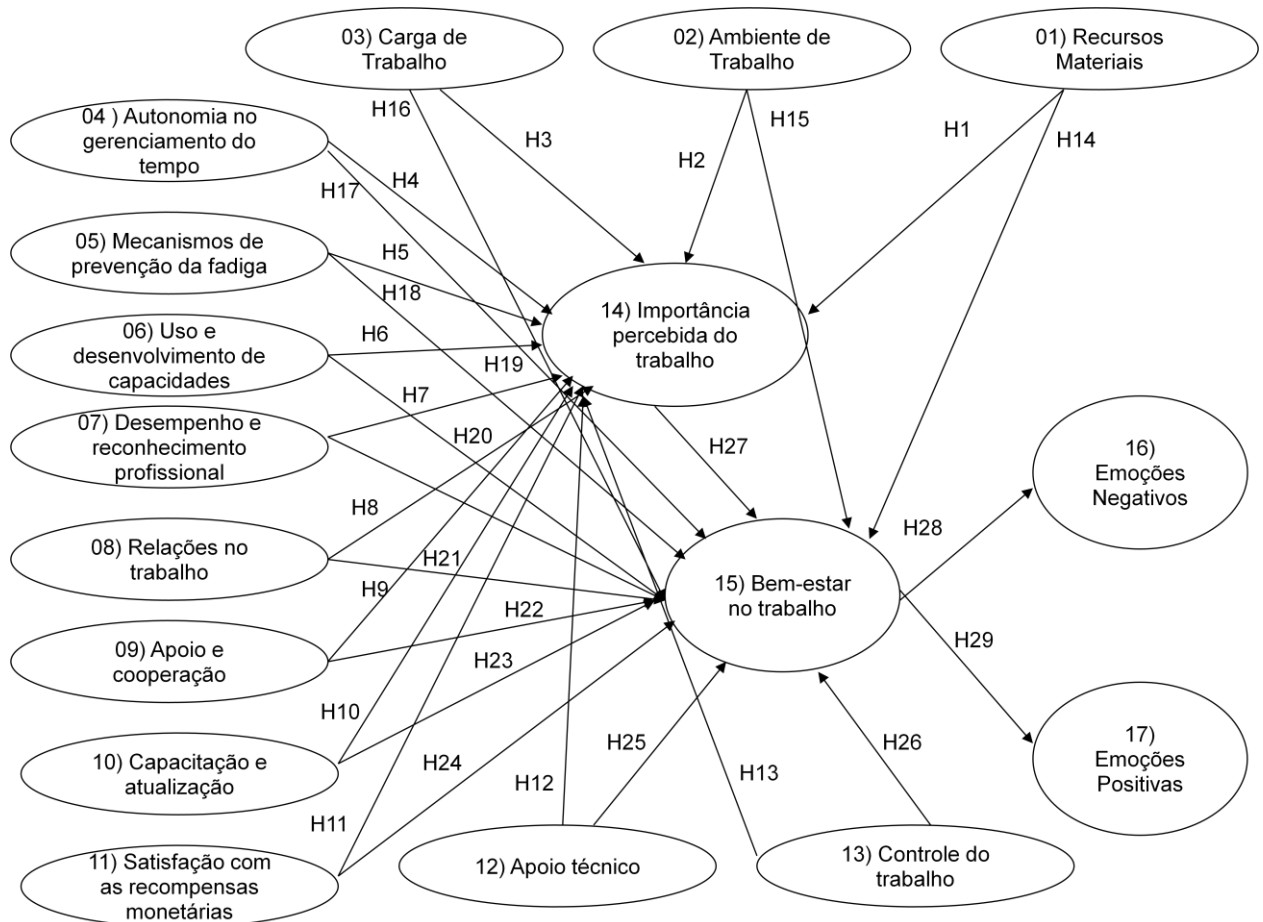 03) Carga de
Trabalho
02) Ambiente de
Trabalho
01) Recursos
Materiais
H16
H3
H2
H15
H1
H14
04 ) Autonomia no
gerenciamento do
tempo
H17
H4
05) Mecanismos de
prevenção da fadiga
H5
H18
14) Importância
percebida do
trabalho
06) Uso e
desenvolvimento de
capacidades
H6
H19
07) Desempenho e
reconhecimento
profissional
H7
H20
H27
16)
Emoções
Negativos
08) Relações no
trabalho
H8
H21
H28
15) Bem-estar
no trabalho
09) Apoio e
cooperação
H9
H22
H29
10) Capacitação e
atualização
H10
H23
H24
H25
H26
H12
H13
17)
Emoções
Positivas
11) Satisfação com
as recompensas
monetárias
H11
12) Apoio técnico
13) Controle do
trabalho